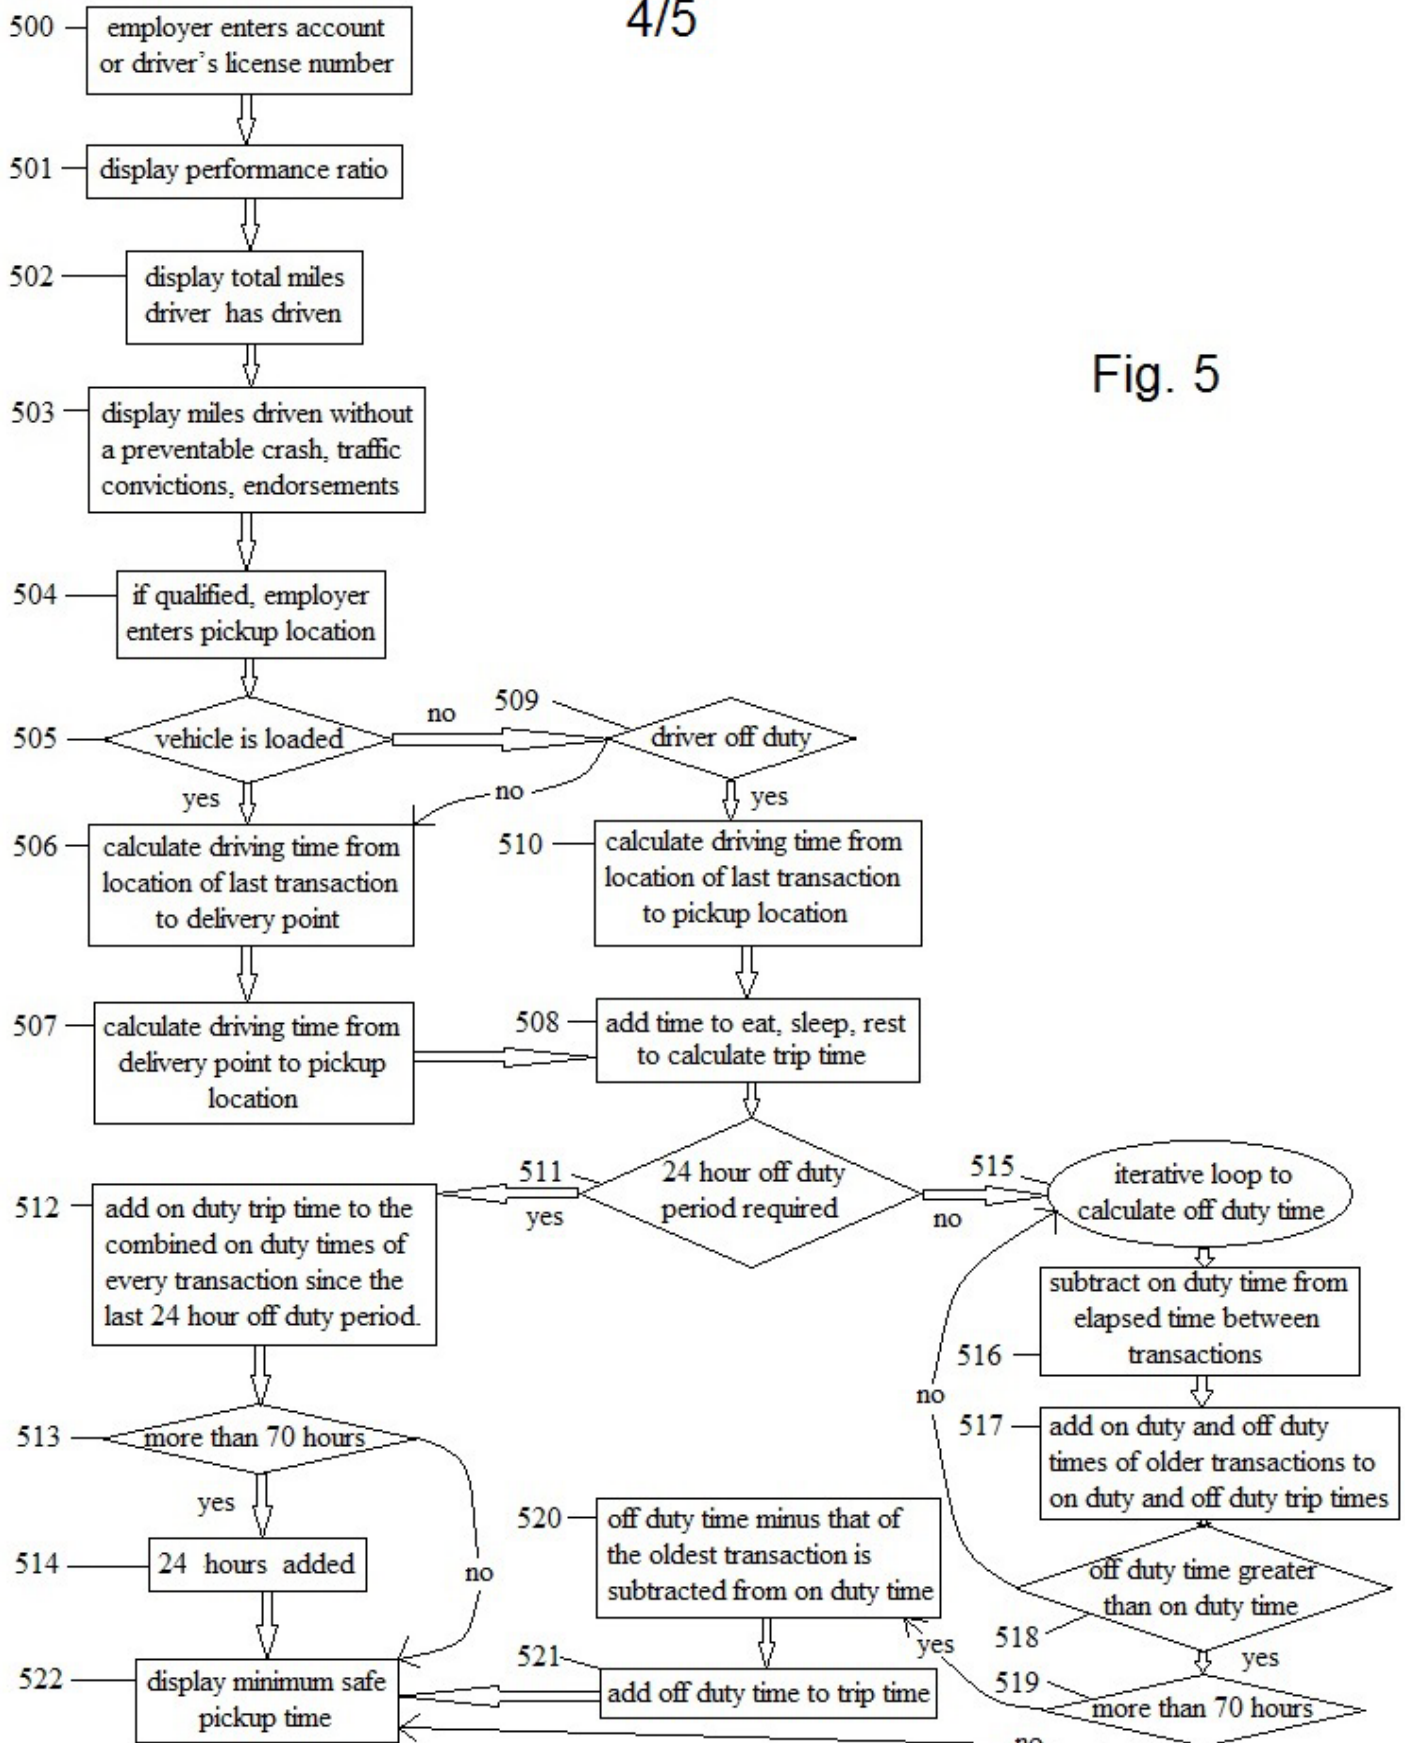 4/5
500
employer enters account
or driver's license number
501
display performance ratio
502
display total miles
driver has driven
Fig. 5
503
display miles driven without
a preventable crash, traffic
convictions, endorsements
504
if qualified, employer
enters pickup location
505
vehicle is loaded
no
509
driver off duty
yes
no
yes
506
calculate driving time from
location of last transaction
to delivery point
510
calculate driving time from
location of last transaction
to pickup location
507
calculate driving time from
delivery point to pickup
location
508
add time to eat, sleep, rest
to calculate trip time
511
24 hour off duty
period required
yes
no
515
iterative loop to
calculate off duty time
512
add on duty trip time to the
combined on duty times of
every transaction since the
last 24 hour off duty period.
516
subtract on duty time from
elapsed time between
transactions
no
513
more than 70 hours
yes
no
517
add on duty and off duty
times of older transactions to
on duty and off duty trip times
514
24 hours added
520
off duty time minus that of
the oldest transaction is
subtracted from on duty time
518
off duty time greater
than on duty time
yes
yes
519
more than 70 hours
no
521
add off duty time to trip time
522
display minimum safe
pickup time